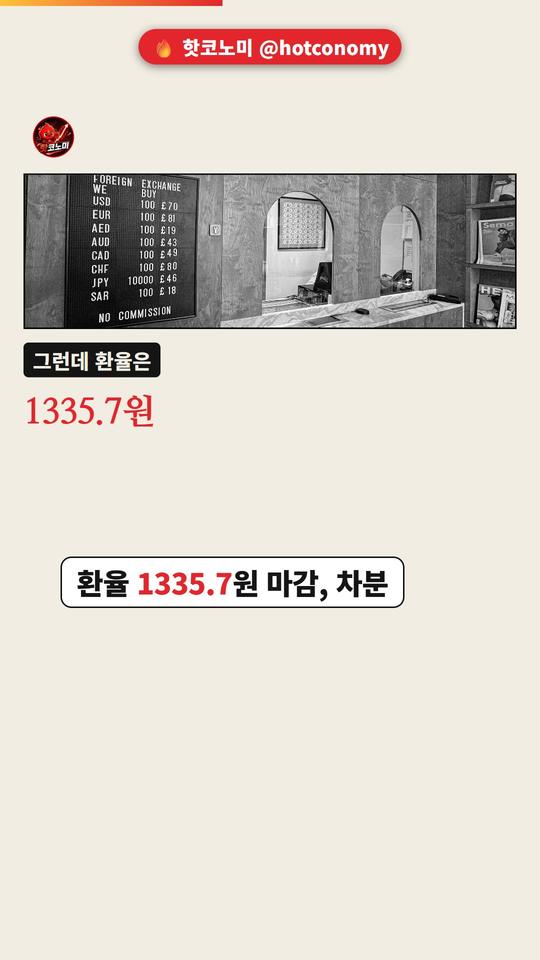 핫코노미 @hotconomy
핫코노미
FOREIGN EXCHANGE
WE BUY
USD 100 £70
EUR 100 £81
AED 100 £19
AUD 100 £43
CAD 100 £49
CHF 100 £80
JPY 10000 £46
SAR 100 £18
NO COMMISSION
그런데 환율은
1335.7원
환율 1335.7원 마감, 차분